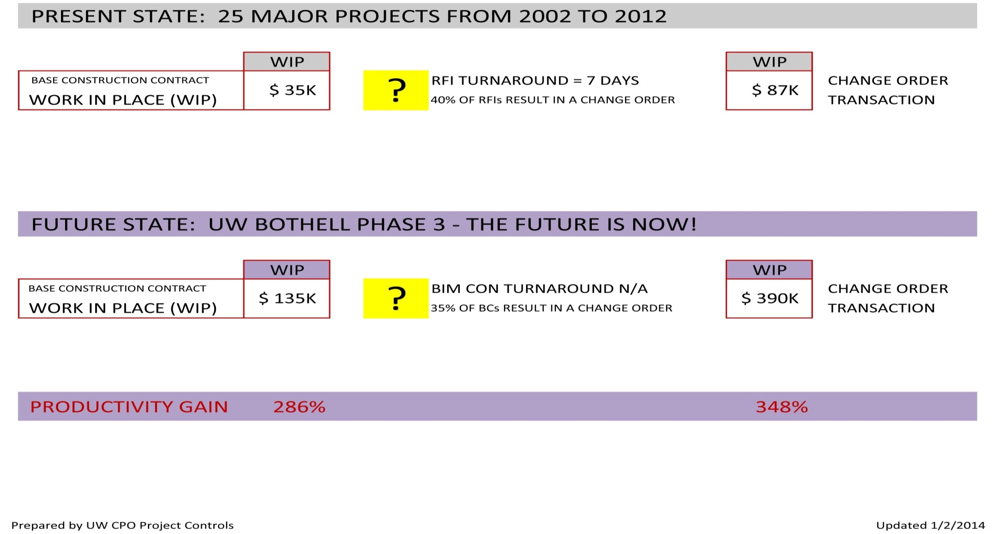 PRESENT STATE: 25 MAJOR PROJECTS FROM 2002 TO 2012
WIP
WIP
BASE CONSTRUCTION CONTRACT
WORK IN PLACE (WIP)
$ 35K
?
RFI TURNAROUND = 7 DAYS
40% OF RFIs RESULT IN A CHANGE ORDER
$ 87K
CHANGE ORDER
TRANSACTION
FUTURE STATE: UW BOTHELL PHASE 3 - THE FUTURE IS NOW!
WIP
WIP
BASE CONSTRUCTION CONTRACT
WORK IN PLACE (WIP)
$ 135K
?
BIM CON TURNAROUND N/A
35% OF BCs RESULT IN A CHANGE ORDER
$ 390K
CHANGE ORDER
TRANSACTION
PRODUCTIVITY GAIN 286% 348%
Prepared by UW CPO Project Controls
Updated 1/2/2014